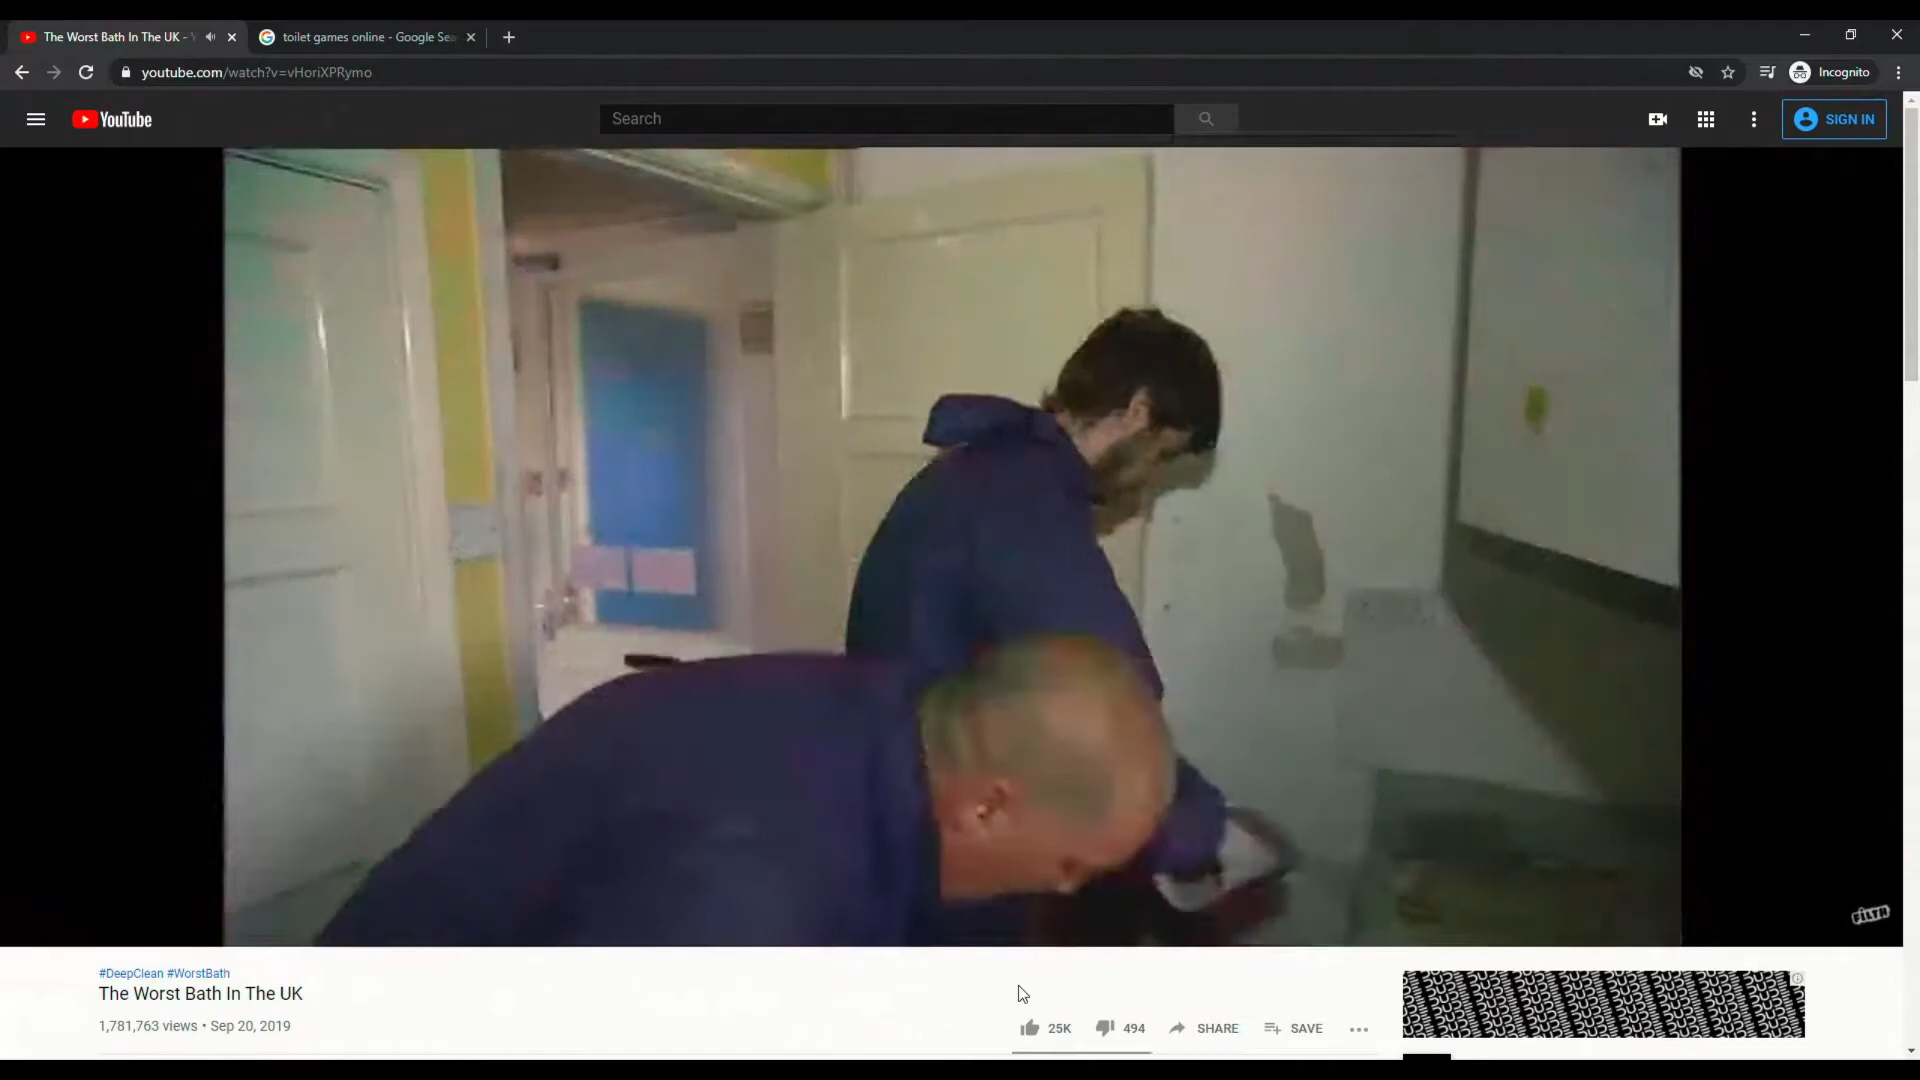 The Worst Bath In The UK - Y
toilet games online - Google Sea
youtube.com/watch?v=vHoriXPRymo
Incognito
YouTube
Search
SIGN IN
FILTH
#DeepClean #WorstBath
The Worst Bath In The UK
1,781,763 views • Sep 20, 2019
25K
494
SHARE
SAVE